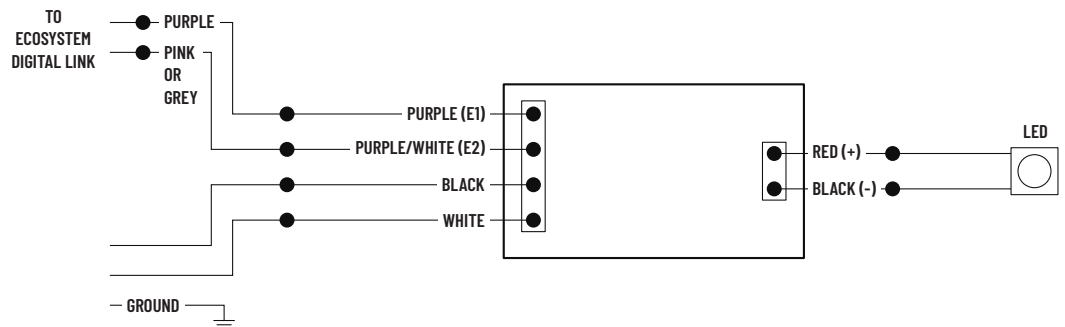 TO
ECOSYSTEM
DIGITAL LINK
PURPLE
PINK
OR
GREY
PURPLE (E1)
PURPLE/WHITE (E2)
BLACK
WHITE
GROUND
RED (+)
BLACK (-)
LED